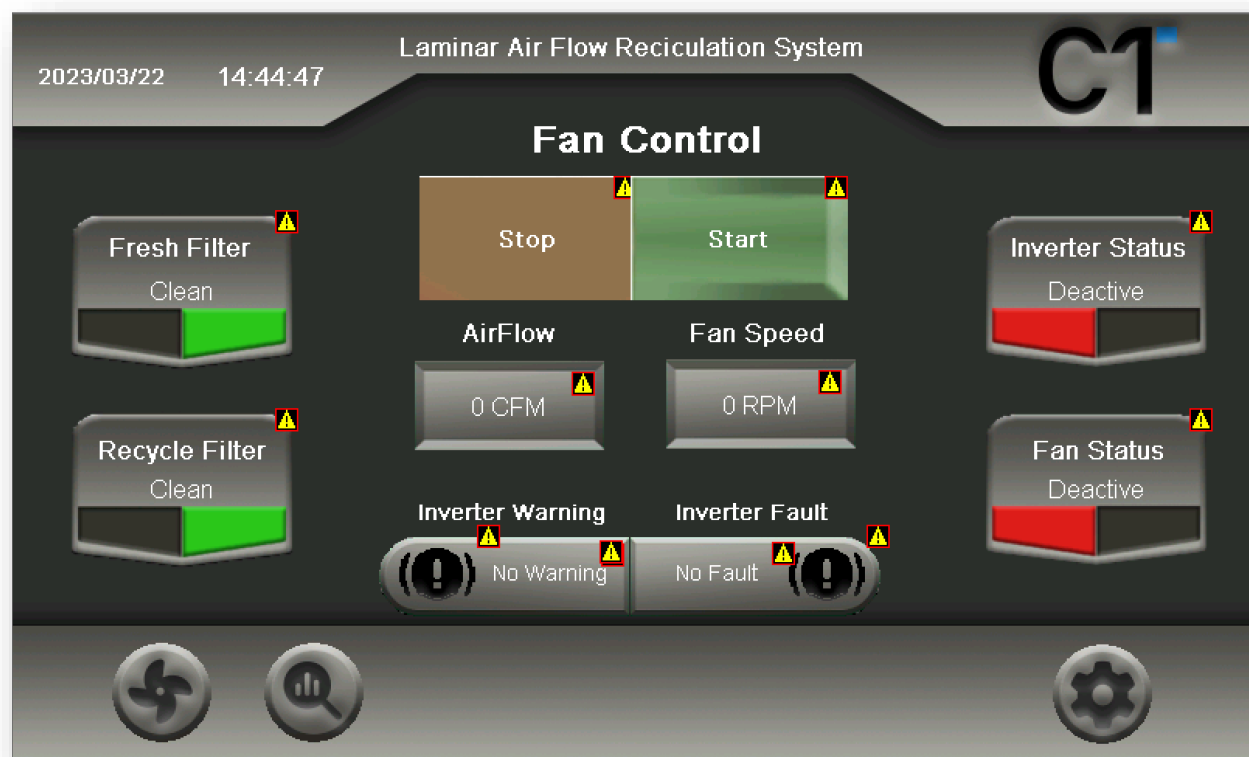 Laminar Air Flow Reciculation System
2023/03/22 14:44:47
C1
Fan Control
Stop Start
Fresh Filter
Clean
Inverter Status
Deactive
AirFlow Fan Speed
0 CFM 0 RPM
Recycle Filter
Clean
Fan Status
Deactive
Inverter Warning Inverter Fault
No Warning No Fault